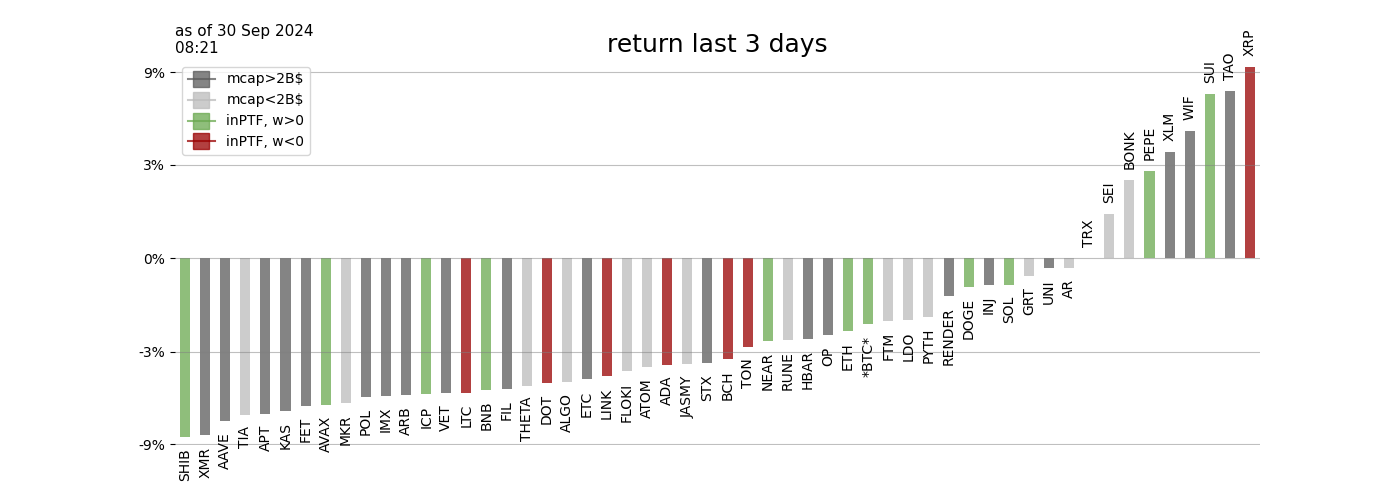 as of 30 Sep 2024
08:21
return last 3 days
mcap>2B$
mcap<2B$
inPTF, w>0
inPTF, w<0
9%
3%
0%
-3%
-9%
SHIB
XMR
AAVE
TIA
APT
KAS
FET
AVAX
MKR
POL
IMX
ARB
ICP
VET
LTC
BNB
FIL
THETA
DOT
ALGO
ETC
LINK
FLOKI
ATOM
ADA
JASMY
STX
BCH
TON
NEAR
RUNE
HBAR
OP
ETH
*BTC*
FTM
LDO
PYTH
RENDER
DOGE
INJ
SOL
GRT
UNI
AR
TRX
SEI
BONK
PEPE
XLM
WIF
SUI
TAO
XRP